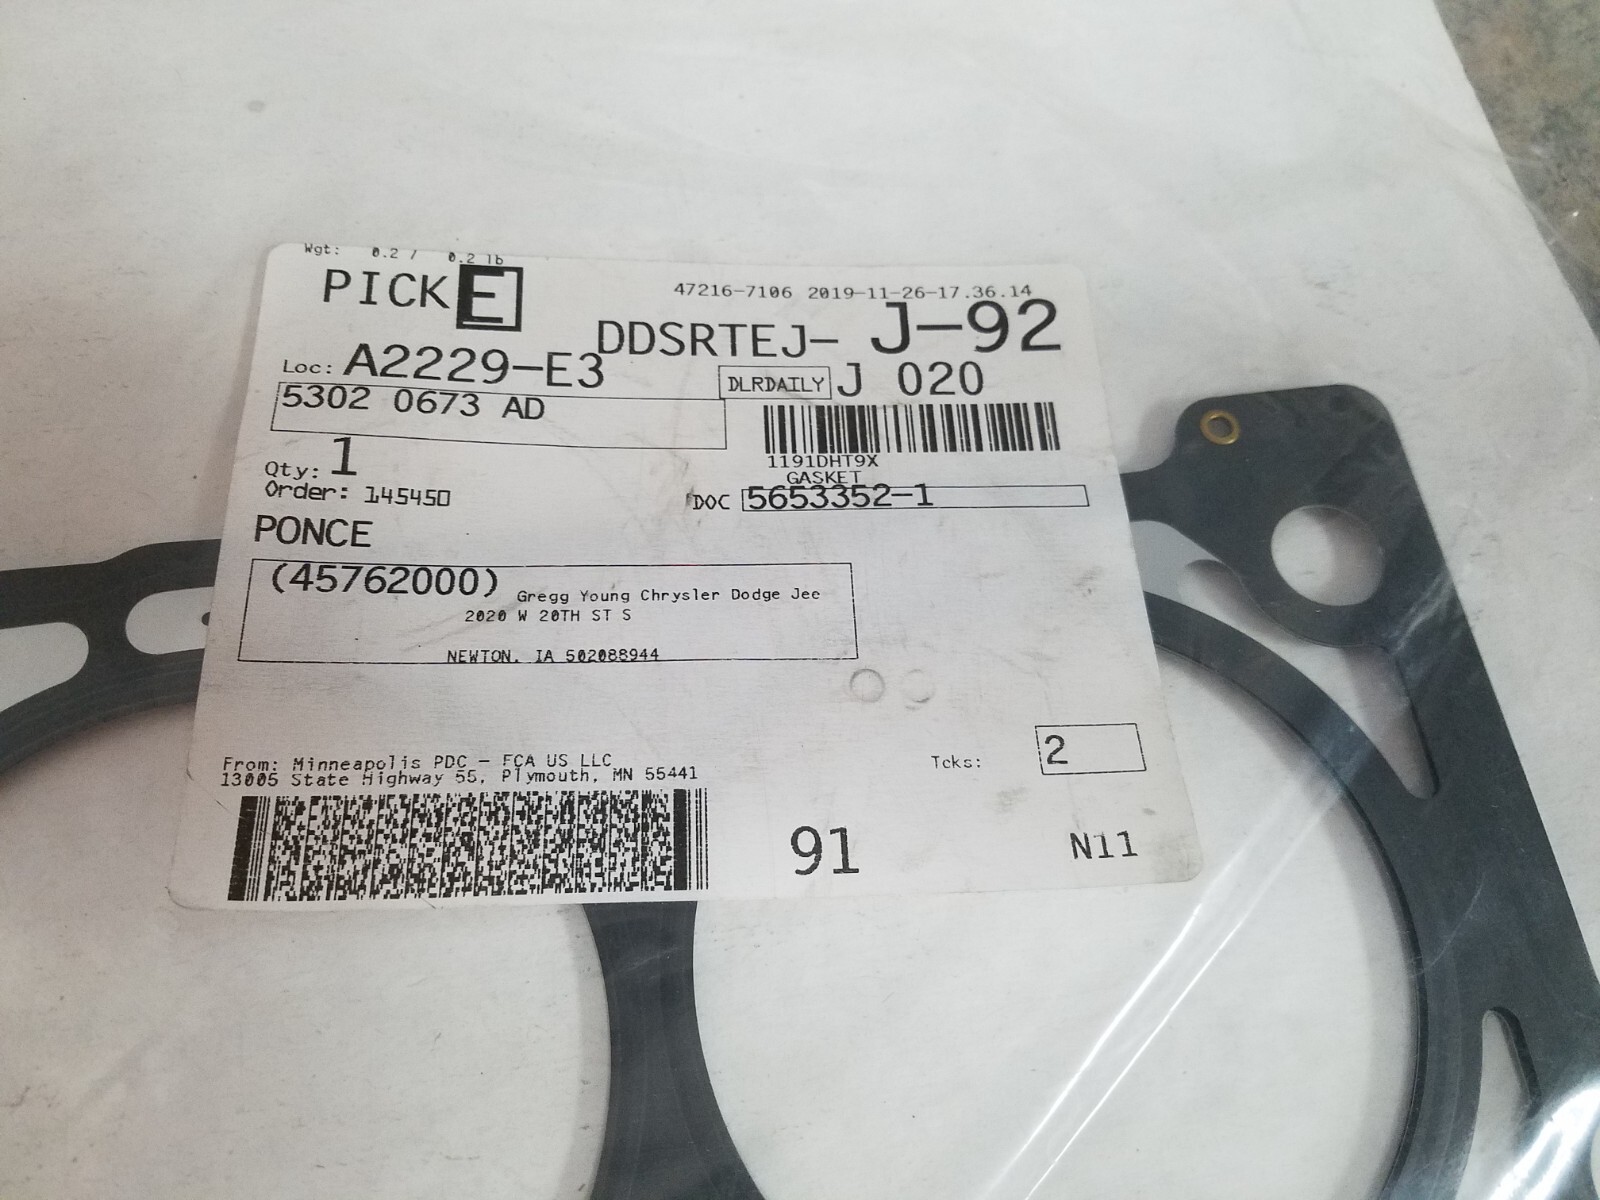 Wgt: 0.2 / 0.2 lb
PICK E
47216-7106 2019-11-26-17.36.14
DDSRTEJ- J-92
Loc: A2229-E3
DLRDAILY J 020
5302 0673 AD
1191DHT9X
GASKET
Qty: 1
Order: 145450
DOC 5653352-1
PONCE
(45762000) Gregg Young Chrysler Dodge Jee
2020 W 20TH ST S
NEWTON, IA 502088944
From: Minneapolis PDC - FCA US LLC
13005 State Highway 55, Plymouth, MN 55441
Tcks: 2
91
N11